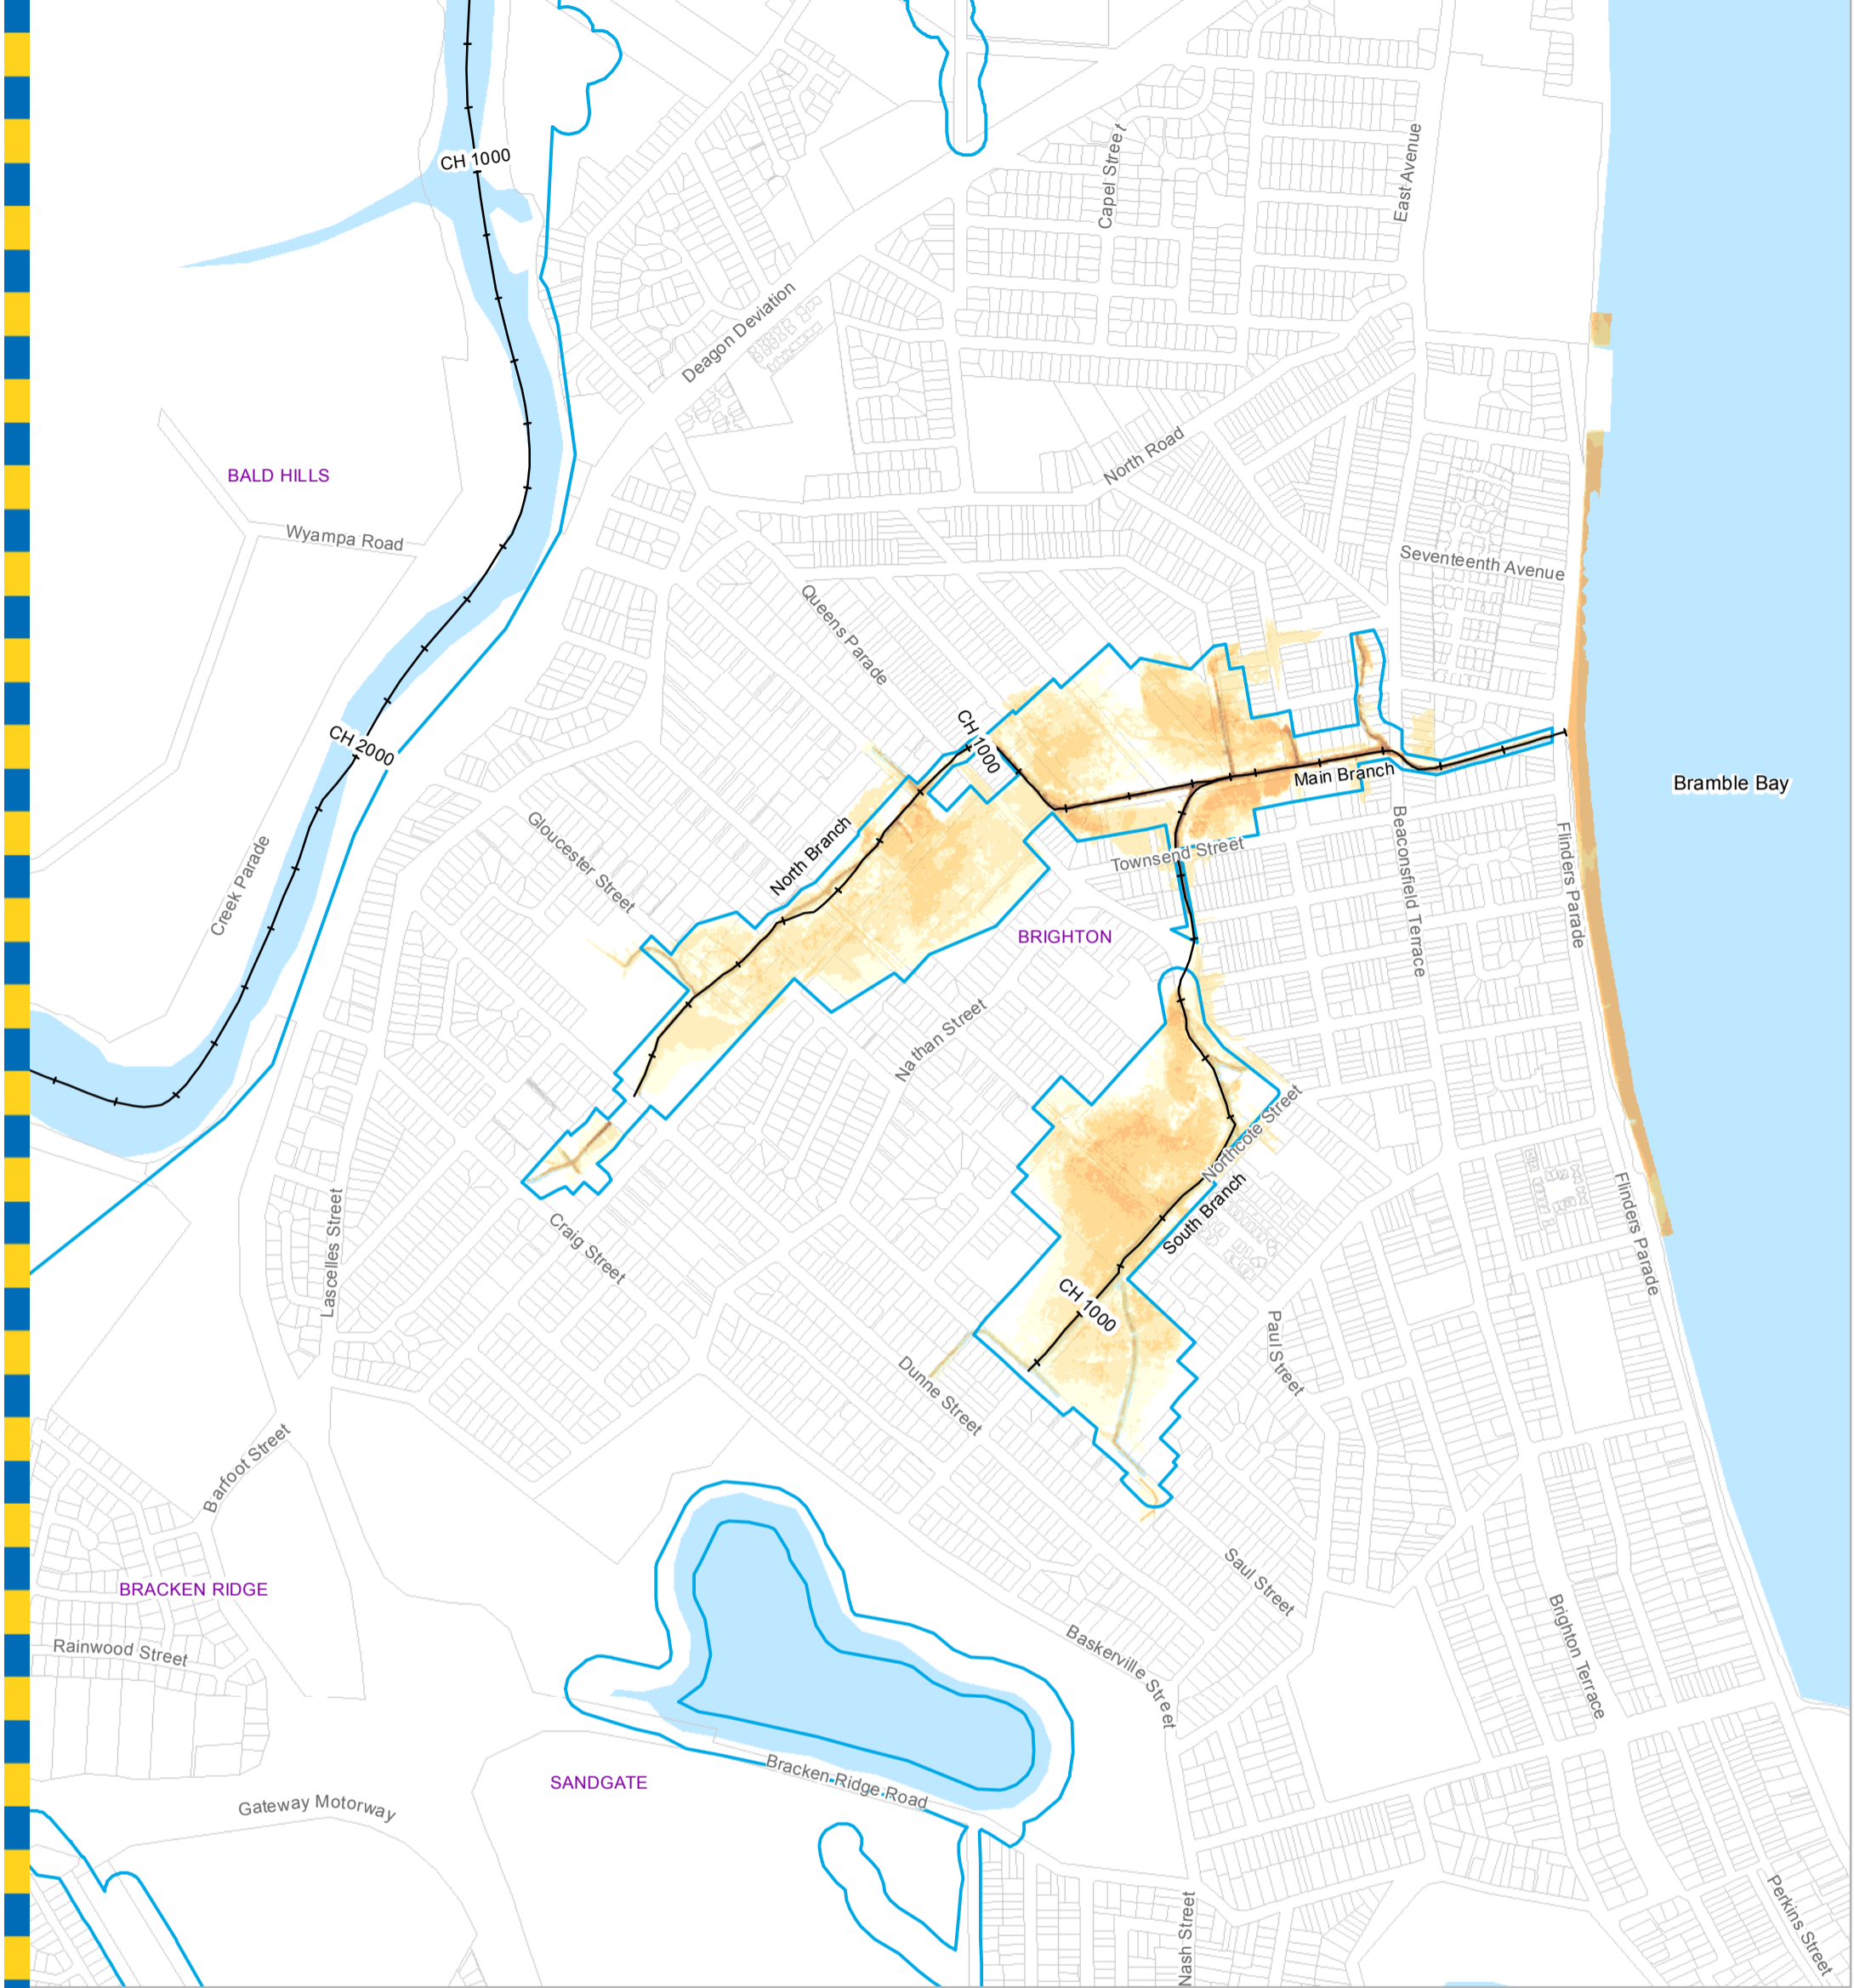 CH 1000
Capel Street
East Avenue
Deagon Deviation
North Road
BALD HILLS
Wyampa Road
Seventeenth Avenue
Queens Parade
CH 1000
CH 2000
Main Branch
Bramble Bay
North Branch
Gloucester Street
Townsend Street
Beaconsfield Terrace
Flinders Parade
Creek Parade
BRIGHTON
Nathan Street
Northcote Street
South Branch
Lascelles Street
Craig Street
Flinders Parade
CH 1000
Paul Street
Dunne Street
Barfoot Street
BRACKEN RIDGE
Saul Street
Rainwood Street
Baskerville Street
Brighton Terrace
SANDGATE
Bracken Ridge Road
Gateway Motorway
Nash Street
Perkins Street